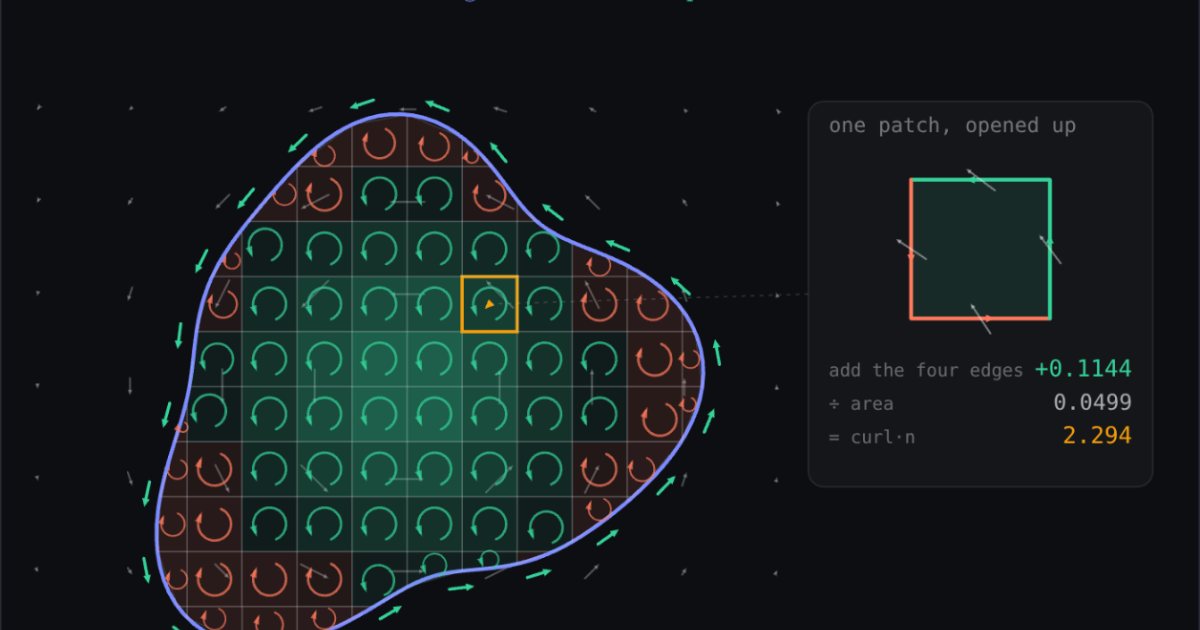 one patch, opened up
add the four edges +0.1144
÷ area 0.0499
= curl·n 2.294